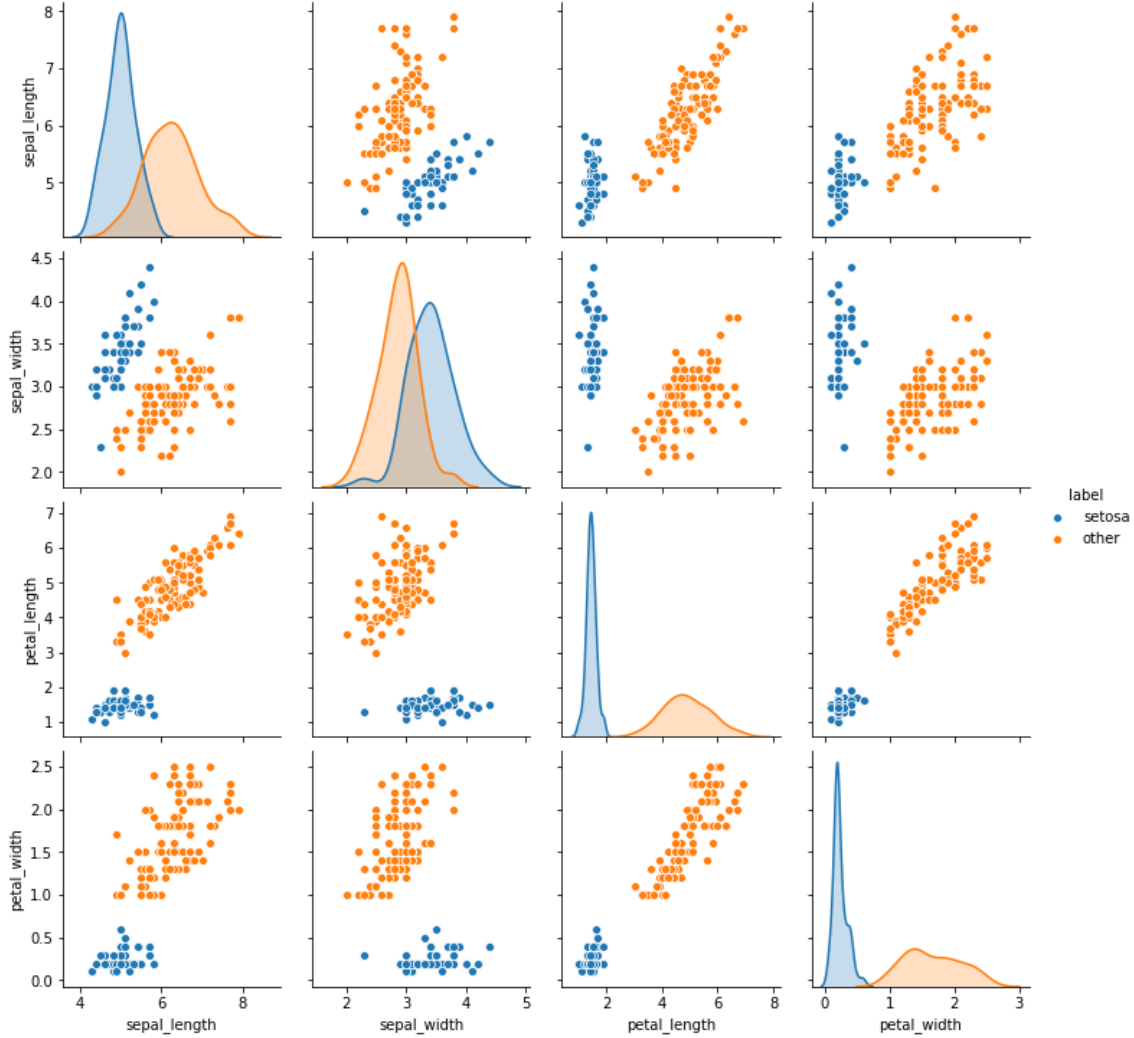 8
7
6
5
sepal_length
4.5
4.0
3.5
3.0
2.5
2.0
sepal_width
7
6
5
4
3
2
1
petal_length
label
setosa
other
2.5
2.0
1.5
1.0
0.5
0.0
petal_width
4 6 8
2 3 4 5
0 2 4 6 8
0 1 2 3
sepal_length sepal_width petal_length petal_width